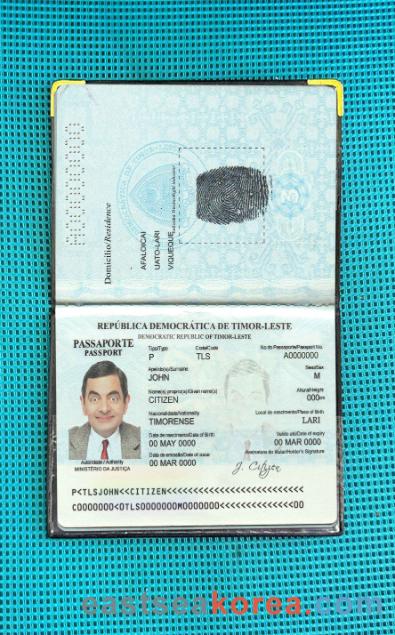 Domicilio/Residence
AFALOICAI
UATO-LARI
VIQUEQUE
REPÚBLICA DEMOCRÁTICA DE TIMOR-LESTE
DEMOCRATIC REPUBLIC OF TIMOR-LESTE
PASSAPORTE
PASSPORT
Tipo/Type
P
Code/Code
TLS
No do Passaporte/Passport No.
A0000000
Apelido(s)/Surname
JOHN
Sexo/Sex
M
Nome(s) próprio(s)/Given name(s)
CITIZEN
Altura/Height
000cm
Nacionalidade/Nationality
TIMORENSE
Local de nascimento/Place of Birth
LARI
Data de nascimento/Date of Birth
00 MAY 0000
Valido até/Date of expiry
00 MAR 0000
Data de emissão/Date of issue
00 MAR 0000
Assinatura do titular/Holder's Signature
J. Citizen
Autoridade / Authority
MINISTÉRIO DA JUSTIÇA
P<TLSJOHN<<CITIZEN<<<<<<<<<<<<<<<<<<<<<<<<<<
C0000000<0TLS0000000M0000000<<<<<<<<<<<<<<00
eastseakorea.com